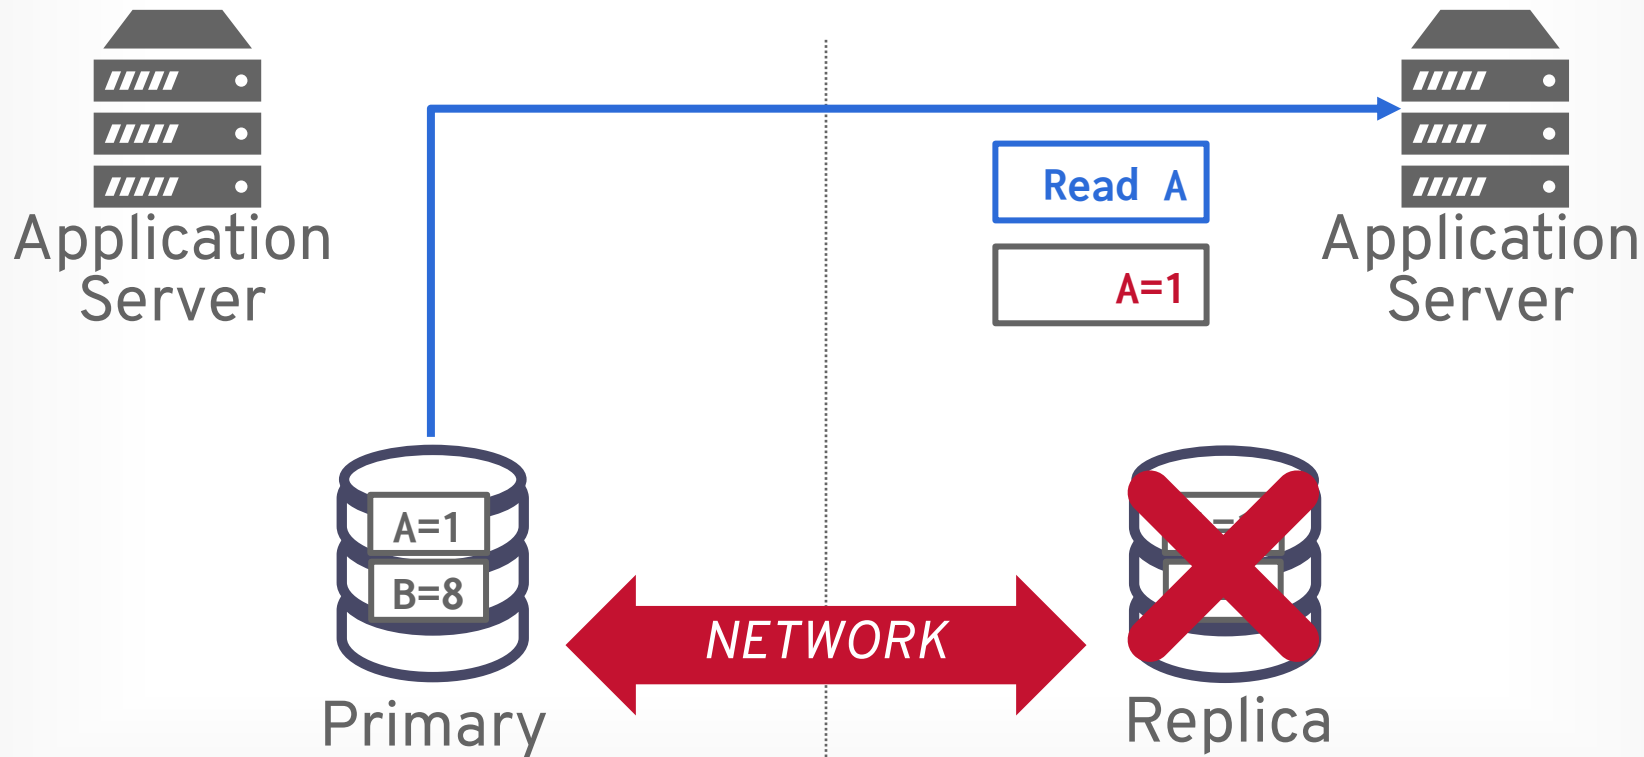 Read A
A=1
Application
Server
Application
Server
A=1
B=8
NETWORK
Primary
Replica